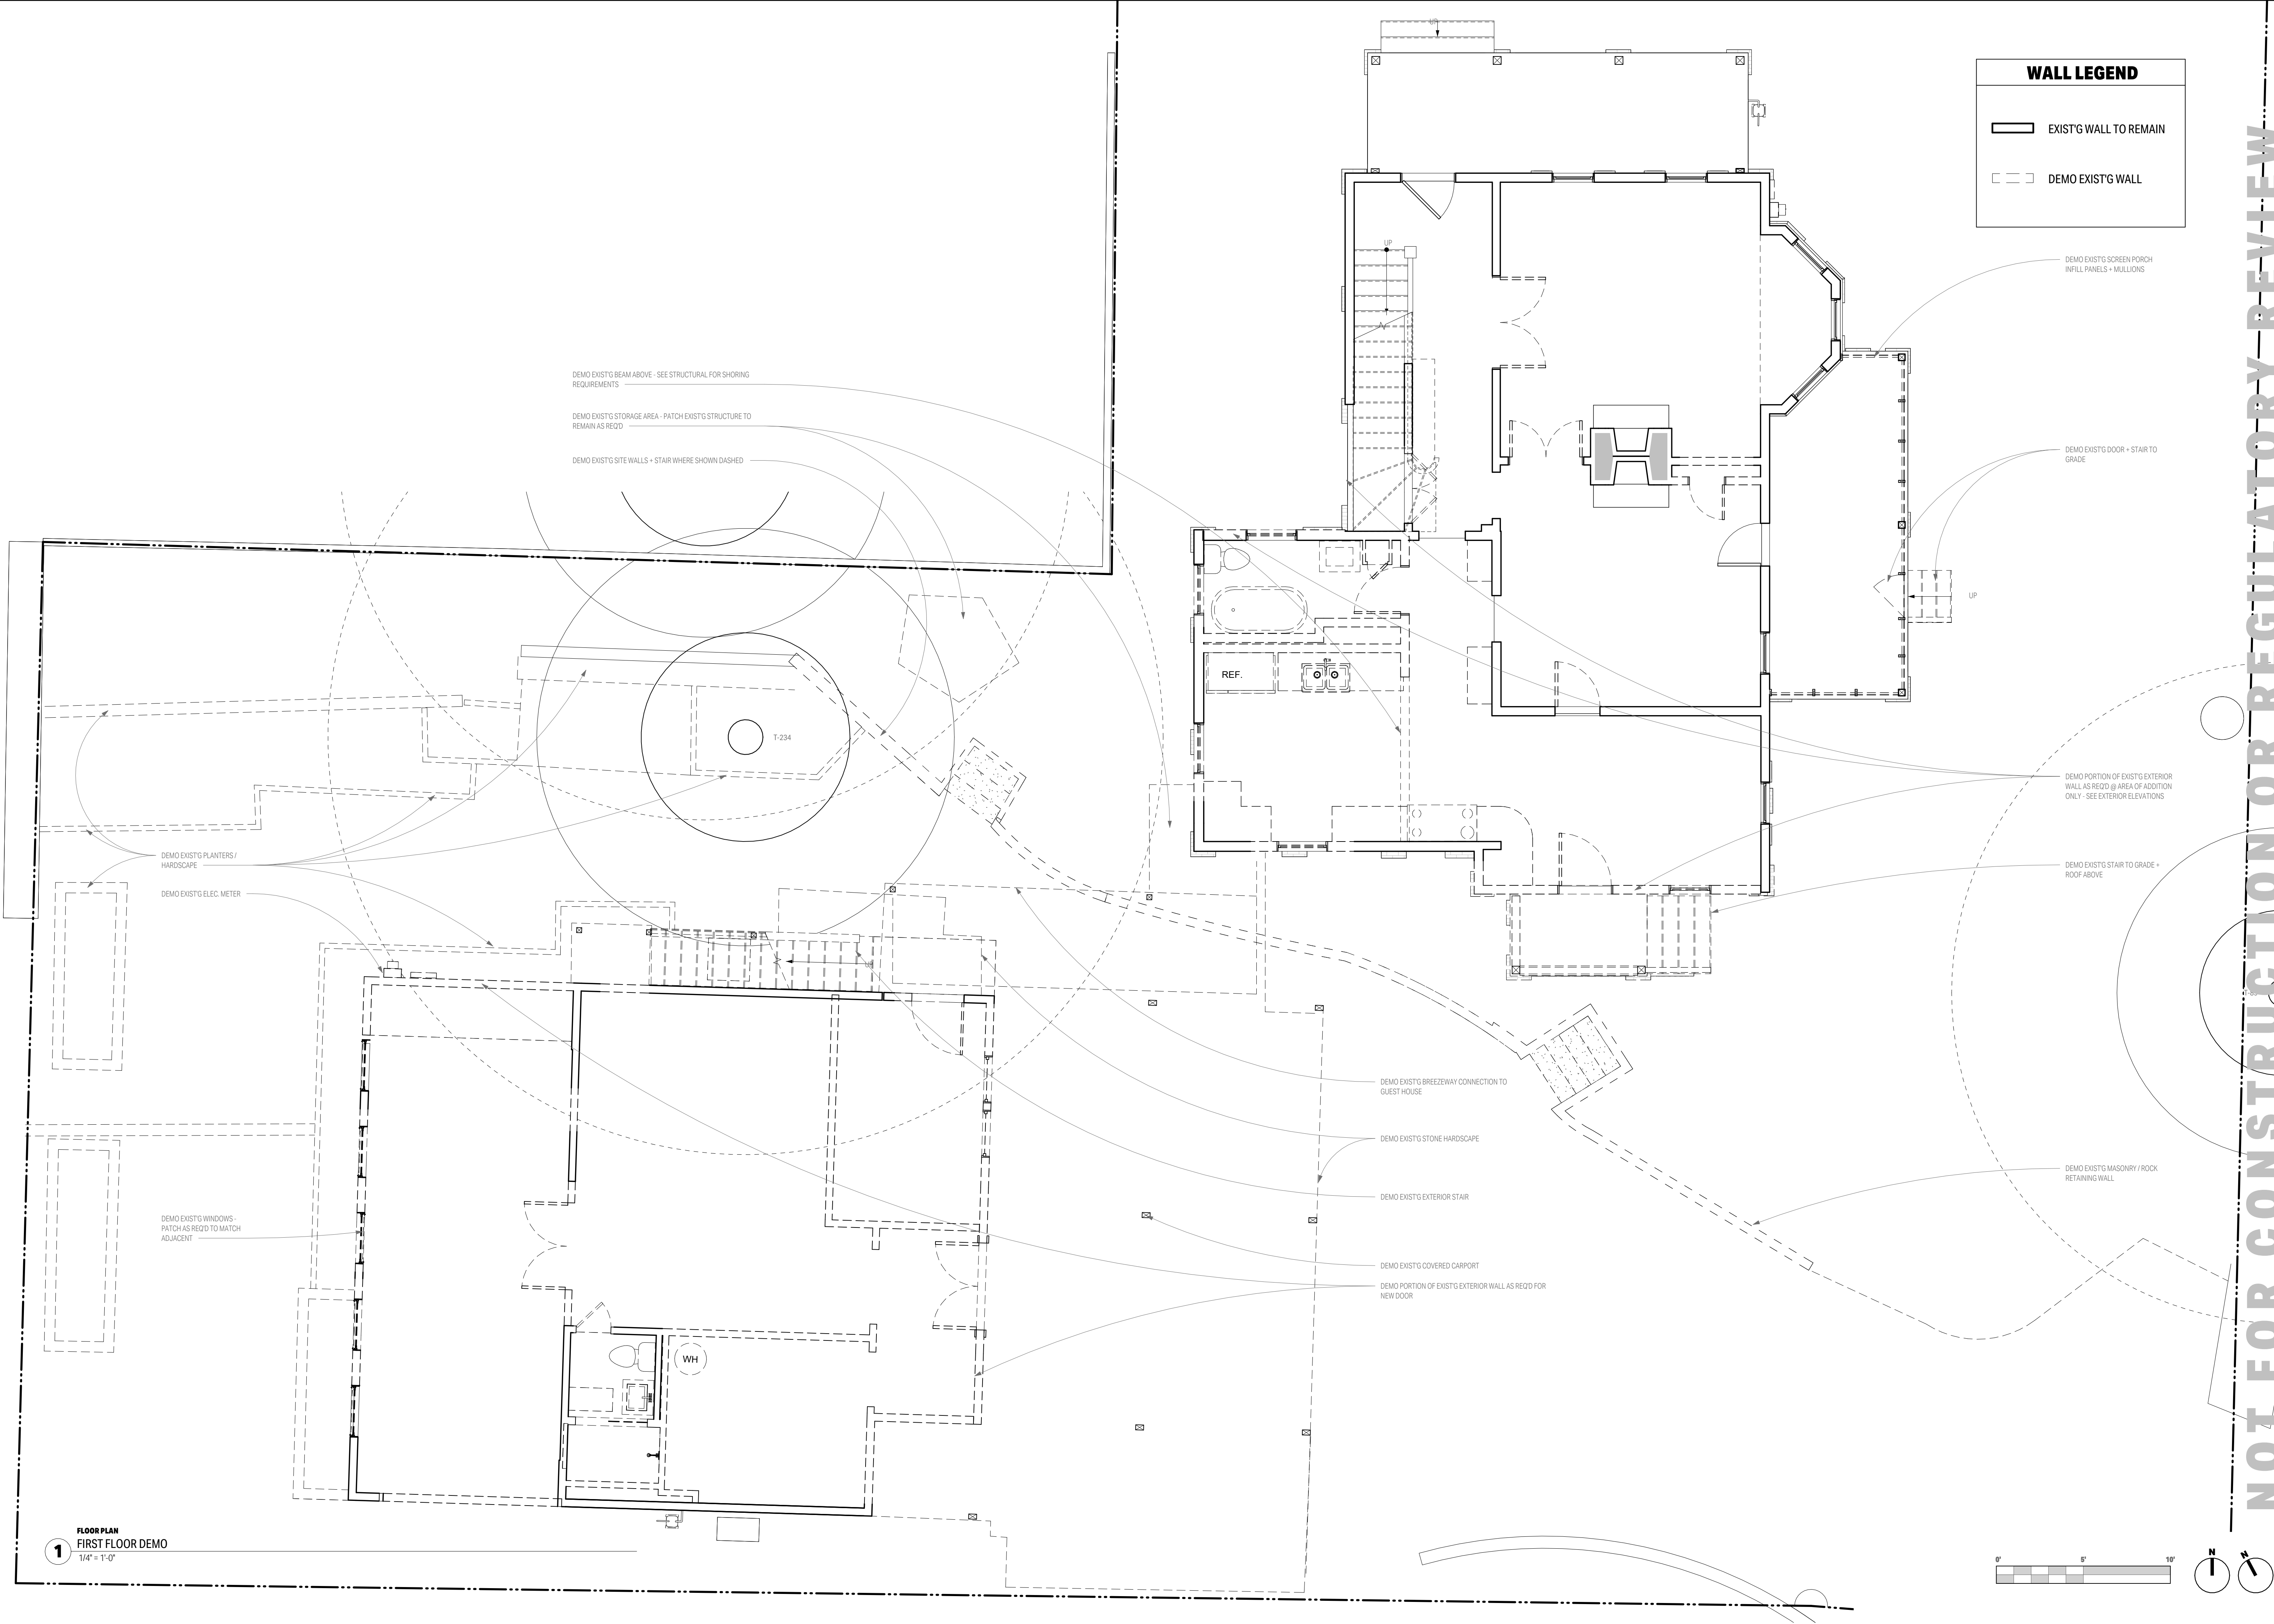 UP
WALL LEGEND
EXIST'G WALL TO REMAIN
DEMO EXIST'G WALL
UP
DEMO EXIST'G SCREEN PORCH
INFILL PANELS + MULLIONS
DEMO EXIST'G BEAM ABOVE - SEE STRUCTURAL FOR SHORING
REQUIREMENTS
DEMO EXIST'G STORAGE AREA - PATCH EXIST'G STRUCTURE TO
REMAIN AS REQ'D
DEMO EXIST'G SITE WALLS + STAIR WHERE SHOWN DASHED
DEMO EXIST'G DOOR + STAIR TO
GRADE
UP
REF.
T-234
DEMO PORTION OF EXIST'G EXTERIOR
WALL AS REQ'D @ AREA OF ADDITION
ONLY - SEE EXTERIOR ELEVATIONS
DEMO EXIST'G PLANTERS /
HARDSCAPE
DEMO EXIST'G STAIR TO GRADE +
ROOF ABOVE
DEMO EXIST'G ELEC. METER
UP
DEMO EXIST'G BREEZEWAY CONNECTION TO
GUEST HOUSE
DEMO EXIST'G STONE HARDSCAPE
DEMO EXIST'G MASONRY / ROCK
RETAINING WALL
DEMO EXIST'G EXTERIOR STAIR
DEMO EXIST'G WINDOWS -
PATCH AS REQ'D TO MATCH
ADJACENT
DEMO EXIST'G COVERED CARPORT
DEMO PORTION OF EXIST'G EXTERIOR WALL AS REQ'D FOR
NEW DOOR
WH
NOT FOR CONSTRUCTION OR REGULATORY REVIEW
1
FLOOR PLAN
FIRST FLOOR DEMO
1/4" = 1'-0"
0'
5'
10'
N
N